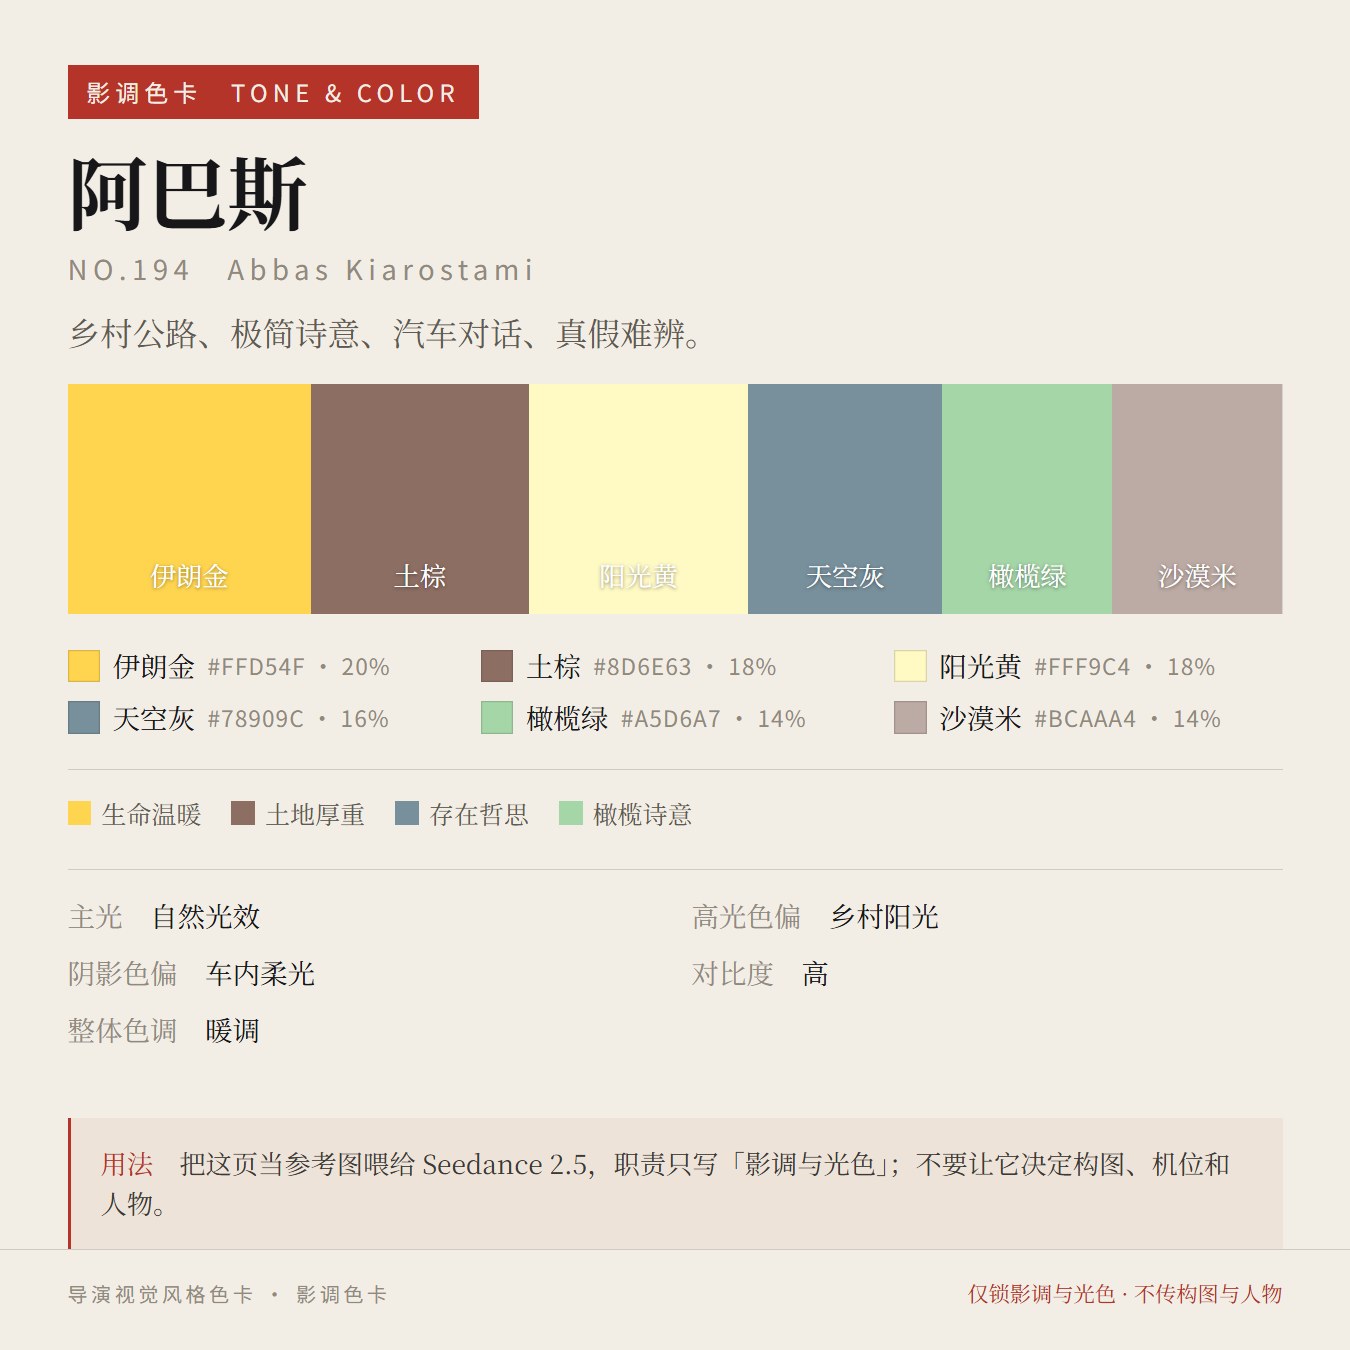 影调色卡 TONE & COLOR
阿巴斯
NO.194 Abbas Kiarostami
乡村公路、极简诗意、汽车对话、真假难辨。
伊朗金 土棕 阳光黄 天空灰 橄榄绿 沙漠米
伊朗金 #FFD54F • 20% 土棕 #8D6E63 • 18% 阳光黄 #FFF9C4 • 18%
天空灰 #78909C • 16% 橄榄绿 #A5D6A7 • 14% 沙漠米 #BCAAA4 • 14%
生命温暖 土地厚重 存在哲思 橄榄诗意
主光 自然光效 高光色偏 乡村阳光
阴影色偏 车内柔光 对比度 高
整体色调 暖调
用法 把这页当参考图喂给 Seedance 2.5，职责只写「影调与光色」；不要让它决定构图、机位和
人物。
导演视觉风格色卡 • 影调色卡 仅锁影调与光色 · 不传构图与人物